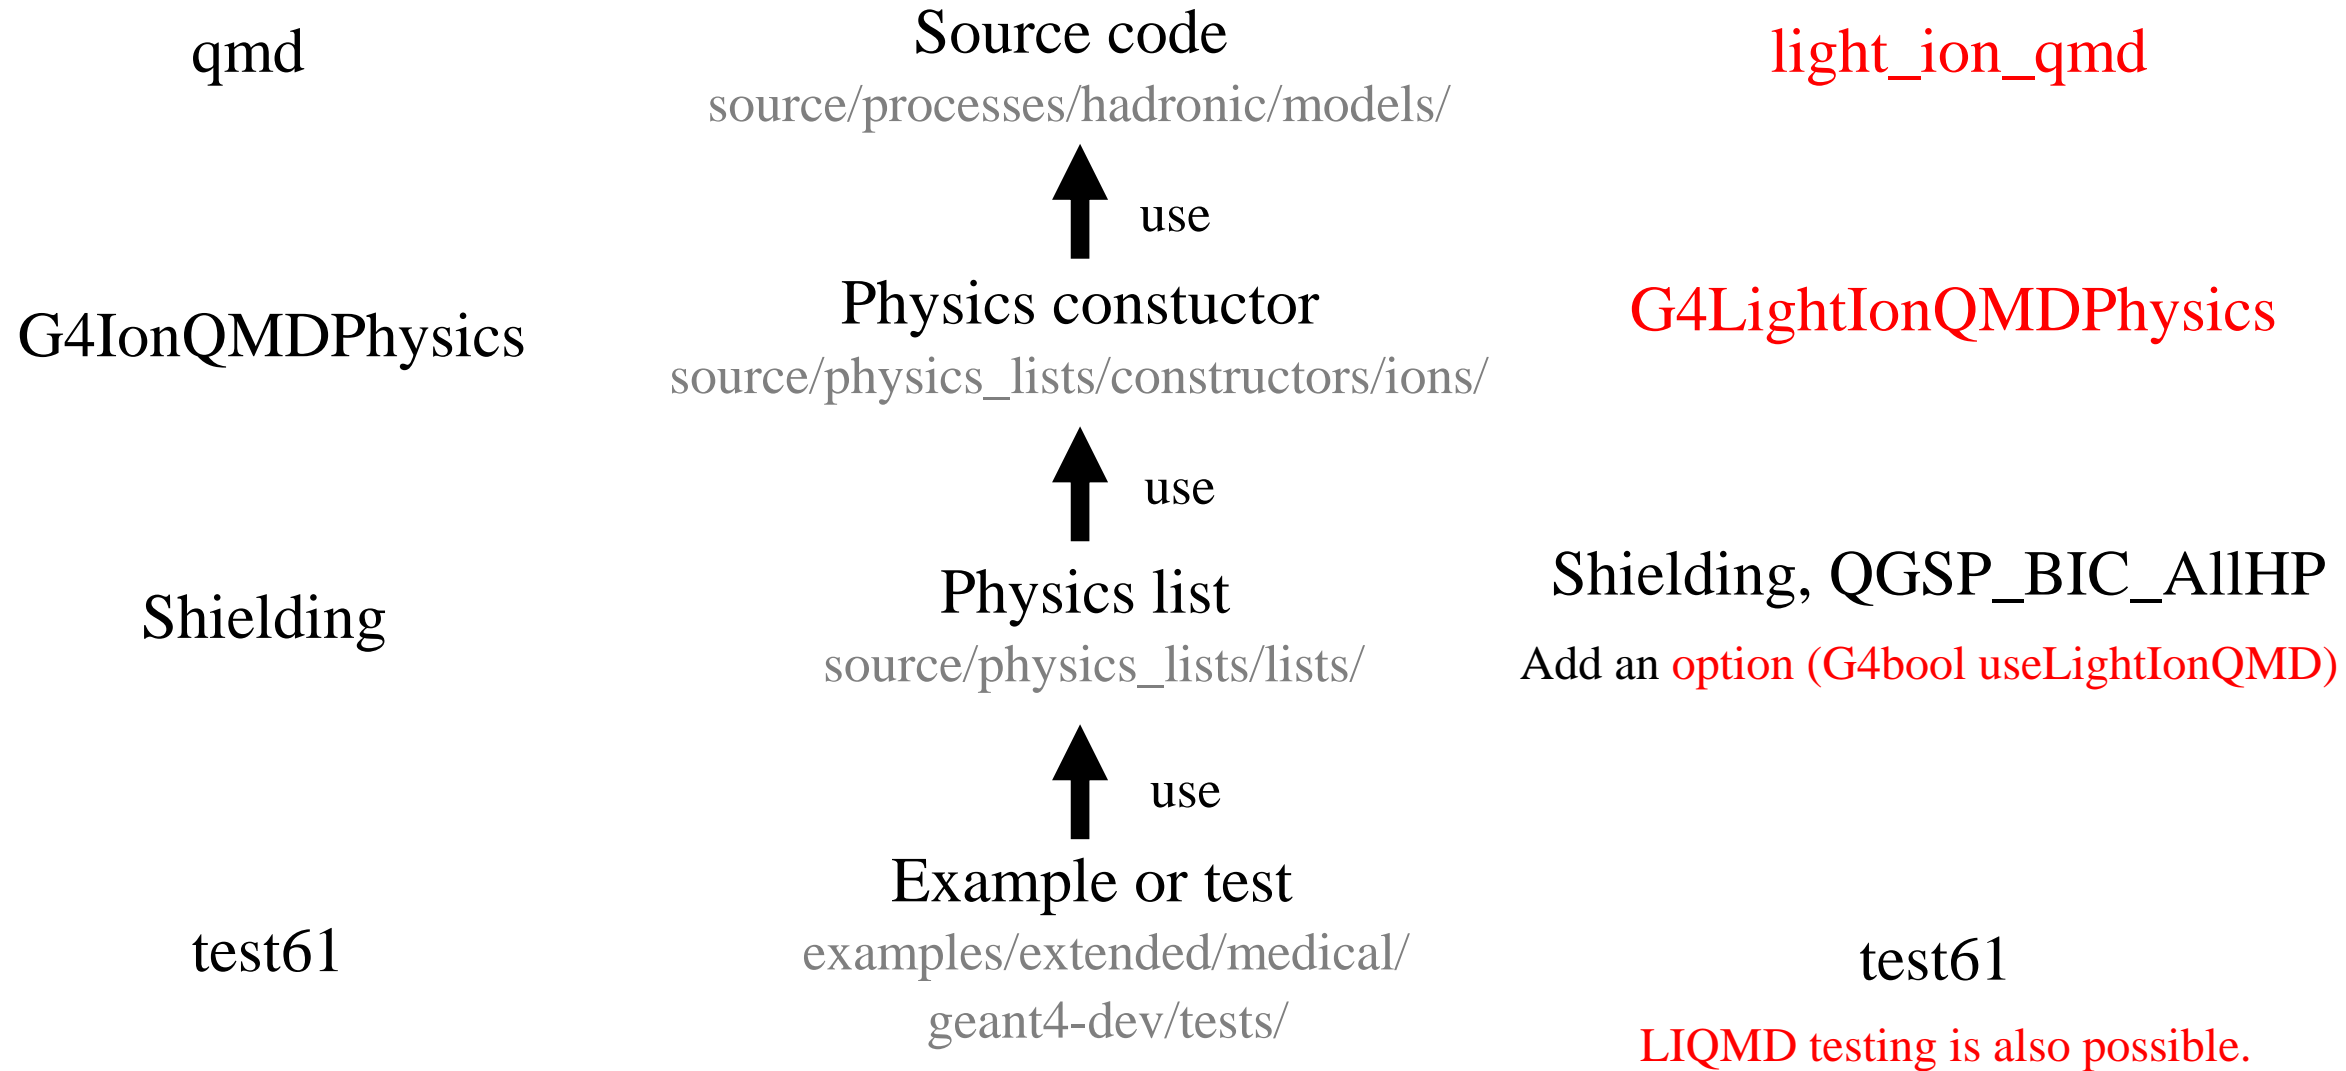 qmd
Source code
light_ion_qmd
source/processes/hadronic/models/
use
G4IonQMDPhysics
Physics constuctor
G4LightIonQMDPhysics
source/physics_lists/constructors/ions/
use
Shielding
Physics list
Shielding, QGSP_BIC_AllHP
source/physics_lists/lists/
Add an option (G4bool useLightIonQMD)
use
Example or test
test61
examples/extended/medical/
test61
geant4-dev/tests/
LIQMD testing is also possible.